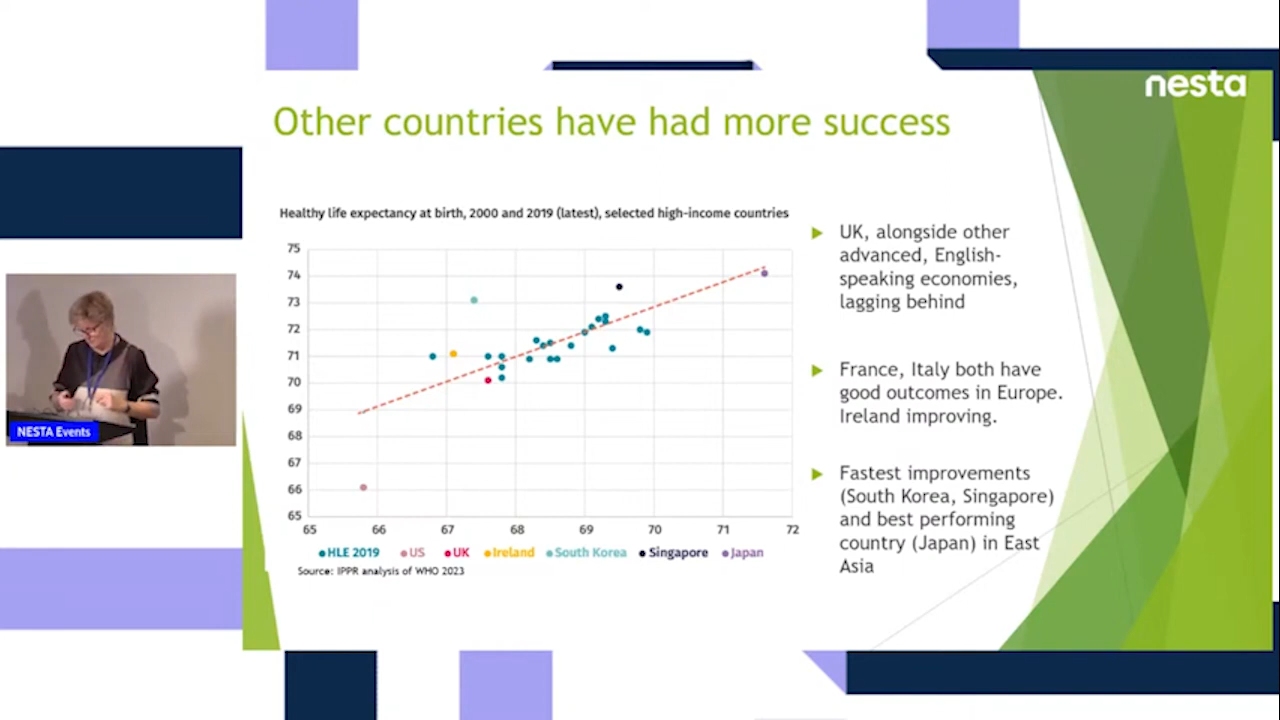 nesta
Other countries have had more success
Healthy life expectancy at birth, 2000 and 2019 (latest), selected high-income countries
75
74
73
72
71
70
69
68
67
66
65
65 66 67 68 69 70 71 72
HLE 2019 US UK Ireland South Korea Singapore Japan
Source: IPPR analysis of WHO 2023
UK, alongside other
advanced, English-
speaking economies,
lagging behind
France, Italy both have
good outcomes in Europe.
Ireland improving.
Fastest improvements
(South Korea, Singapore)
and best performing
country (Japan) in East
Asia
NESTA Events